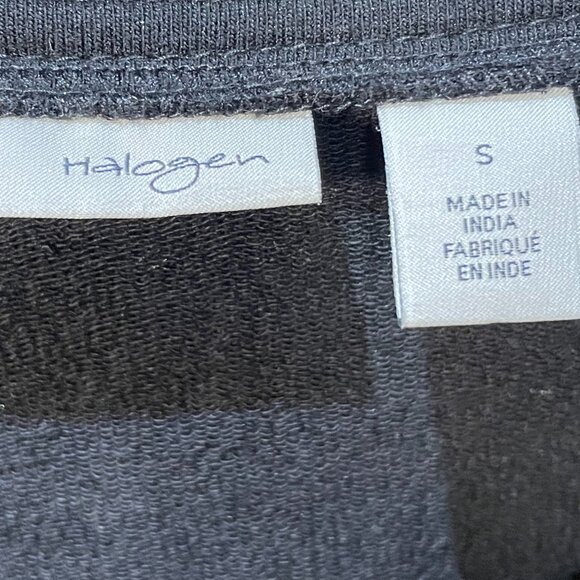 Halogen
S
MADE IN
INDIA
FABRIQUÉ
EN INDE